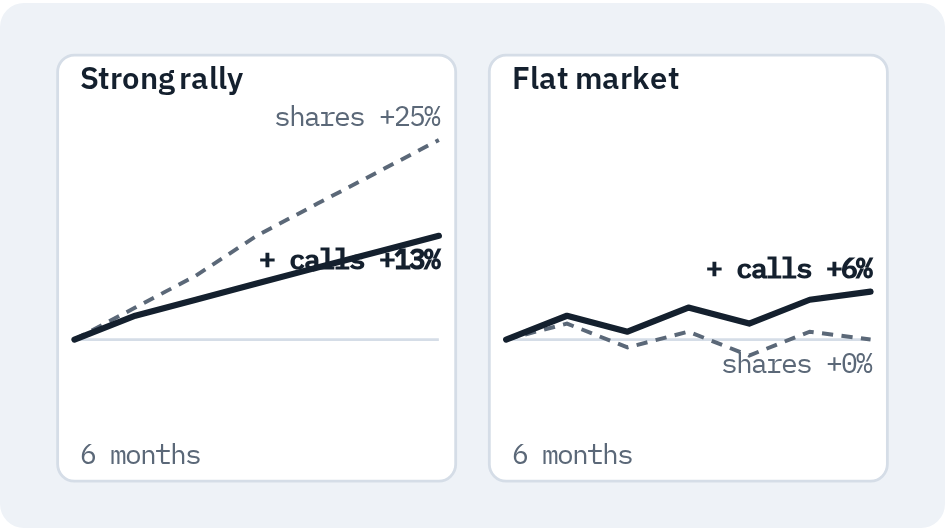 Strong rally
shares +25%
+ calls +13%
6 months
Flat market
+ calls +6%
shares +0%
6 months